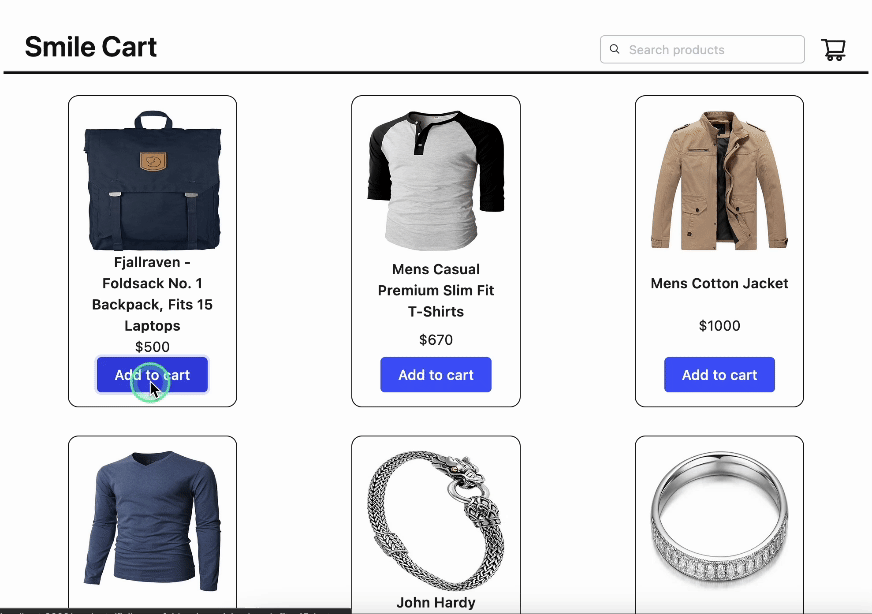 Smile Cart
Search products
Fjallraven -
Foldsack No. 1
Backpack, Fits 15
Laptops
$500
Add to cart
Mens Casual
Premium Slim Fit
T-Shirts
$670
Add to cart
Mens Cotton Jacket
$1000
Add to cart
John Hardy